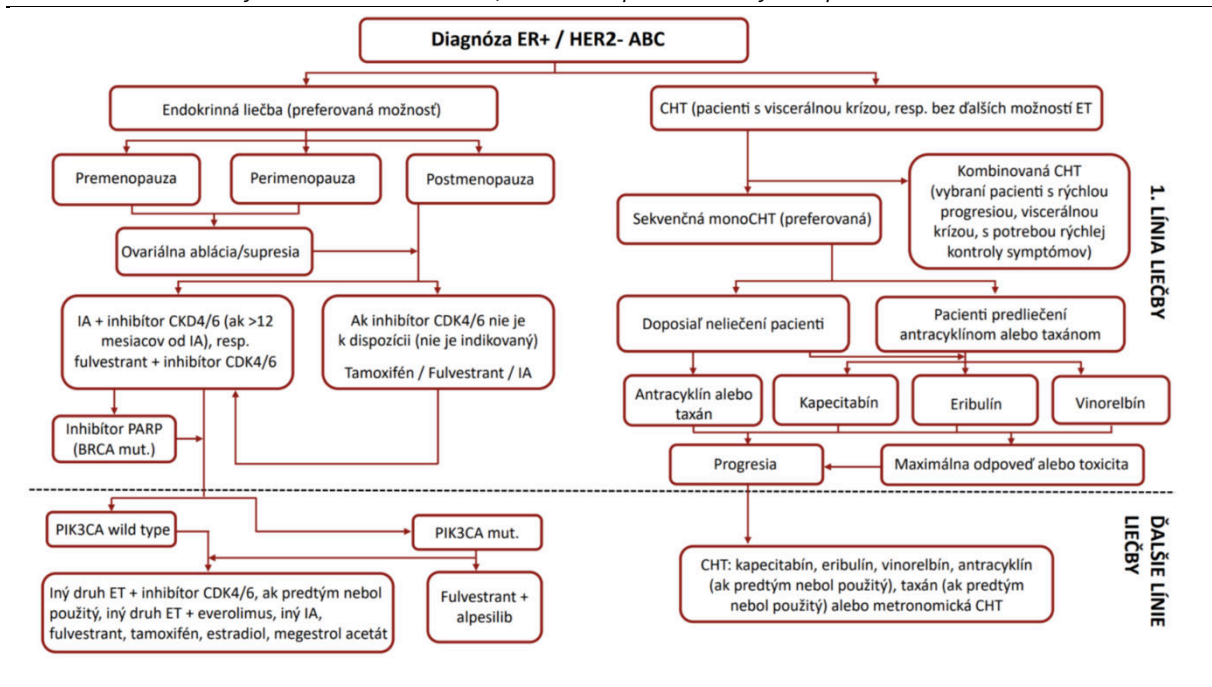 Diagnóza ER+ / HER2- ABC
Endokrinná liečba (preferovaná možnosť)
CHT (pacienti s viscerálnou krízou, resp. bez ďalších možností ET
Premenopauza
Perimenopauza
Postmenopauza
Kombinovaná CHT
(vybraní pacienti s rýchlou
progresiou, viscerálnou
krízou, s potrebou rýchlej
kontroly symptómov)
Sekvenčná monoCHT (preferovaná)
Ovariálna ablácia/supresia
1. LÍNIA LIEČBY
IA + inhibítor CKD4/6 (ak >12
mesiacov od IA), resp.
fulvestrant + inhibítor CDK4/6
Ak inhibítor CDK4/6 nie je
k dispozícii (nie je indikovaný)
Tamoxifén / Fulvestrant / IA
Doposiaľ neliečení pacienti
Pacienti predliečení
antracyklínom alebo taxánom
Antracyklín alebo
taxán
Kapecitabín
Eribulín
Vinorelbín
Inhibítor PARP
(BRCA mut.)
Progresia
Maximálna odpoveď alebo toxicita
PIK3CA wild type
PIK3CA mut.
ĎALŠIE LÍNIE
LIEČBY
Iný druh ET + inhibítor CDK4/6, ak predtým nebol
použitý, iný druh ET + everolimus, iný IA,
fulvestrant, tamoxifén, estradiol, megestrol acetát
Fulvestrant +
alpesilib
CHT: kapecitabín, eribulín, vinorelbín, antracyklín
(ak predtým nebol použitý), taxán (ak predtým
nebol použitý) alebo metronomická CHT